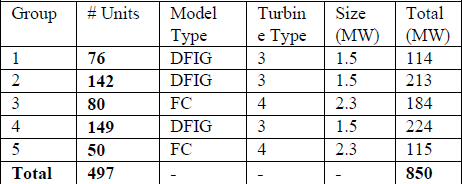 Group # Units Model Type Turbin e Type Size (MW) Total (MW)
1 76 DFIG 3 1.5 114
2 142 DFIG 3 1.5 213
3 80 FC 4 2.3 184
4 149 DFIG 3 1.5 224
5 50 FC 4 2.3 115
Total 497 - - - 850